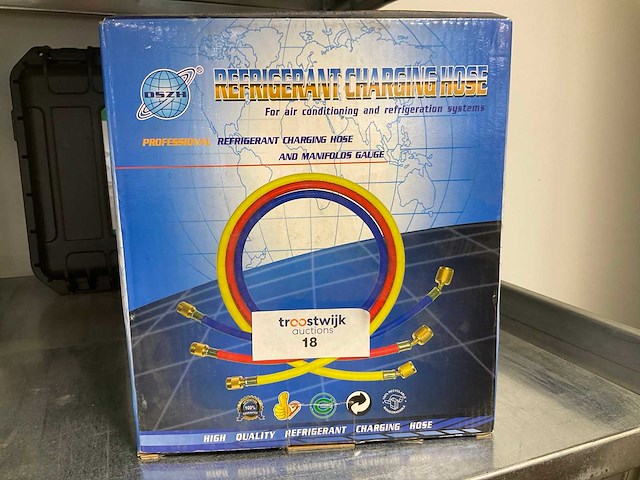 DSZH ®
REFRIGERANT CHARGING HOSE
For air conditioning and refrigeration systems
PROFESSIONAL REFRIGERANT CHARGING HOSE
AND MANIFOLDS GAUGE
troostwijk
auctions
18
100%
HIGH QUALITY REFRIGERANT CHARGING HOSE